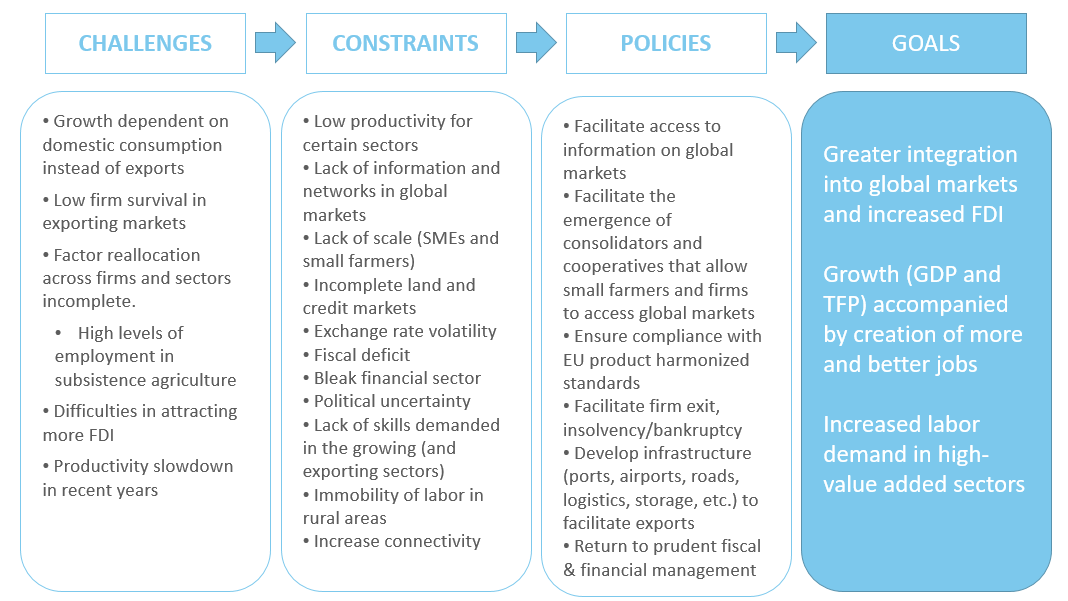 CHALLENGES
CONSTRAINTS
POLICIES
GOALS
• Growth dependent on
domestic consumption
instead of exports
• Low firm survival in
exporting markets
• Factor reallocation
across firms and sectors
incomplete.
• High levels of
employment in
subsistence agriculture
• Difficulties in attracting
more FDI
• Productivity slowdown
in recent years
• Low productivity for
certain sectors
• Lack of information and
networks in global
markets
• Lack of scale (SMEs and
small farmers)
• Incomplete land and
credit markets
• Exchange rate volatility
• Fiscal deficit
• Bleak financial sector
• Political uncertainty
• Lack of skills demanded
in the growing (and
exporting sectors)
• Immobility of labor in
rural areas
• Increase connectivity
• Facilitate access to
information on global
markets
• Facilitate the
emergence of
consolidators and
cooperatives that allow
small farmers and firms
to access global markets
• Ensure compliance with
EU product harmonized
standards
• Facilitate firm exit,
insolvency/bankruptcy
• Develop infrastructure
(ports, airports, roads,
logistics, storage, etc.) to
facilitate exports
• Return to prudent fiscal
& financial management
Greater integration
into global markets
and increased FDI
Growth (GDP and
TFP) accompanied
by creation of more
and better jobs
Increased labor
demand in high-
value added sectors